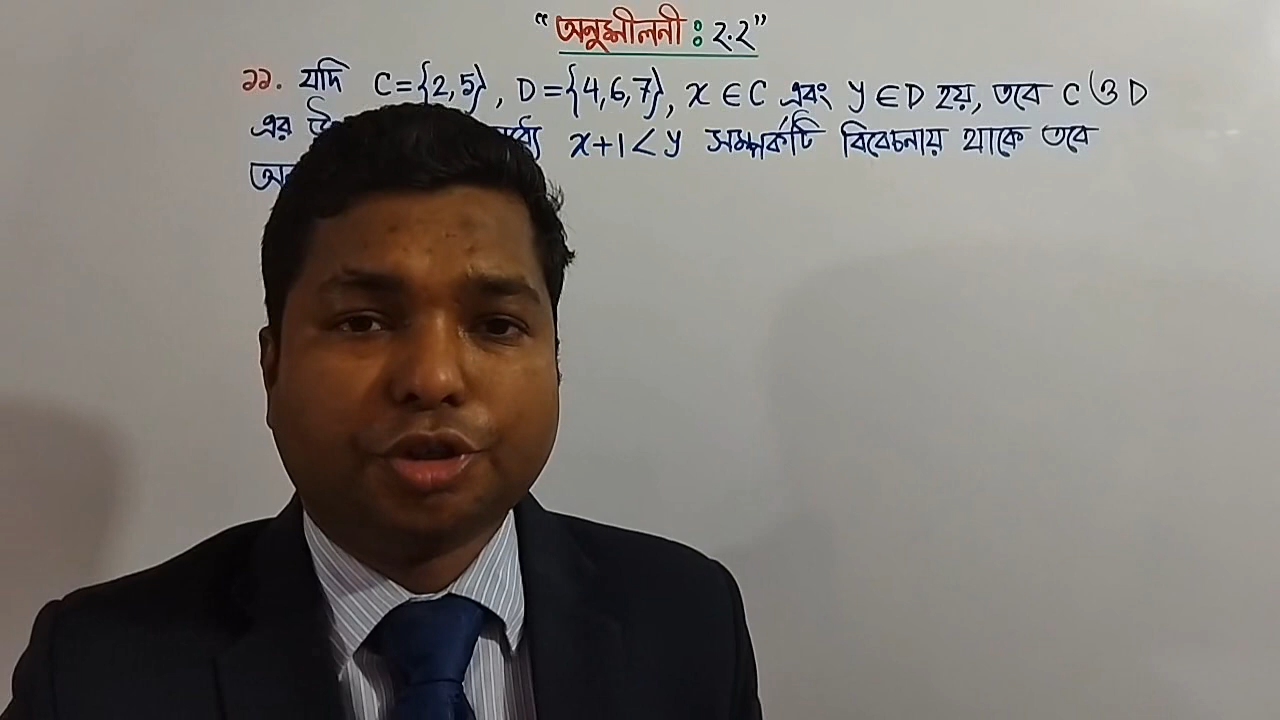 “অনুশীলনী : ২.২”
১১. যদি C={2,5}, D={4,6,7}, x∈C এবং y∈D হয়, তবে C ও D
এর x+1<y সম্পর্কটি বিবেচনায় থাকে তবে